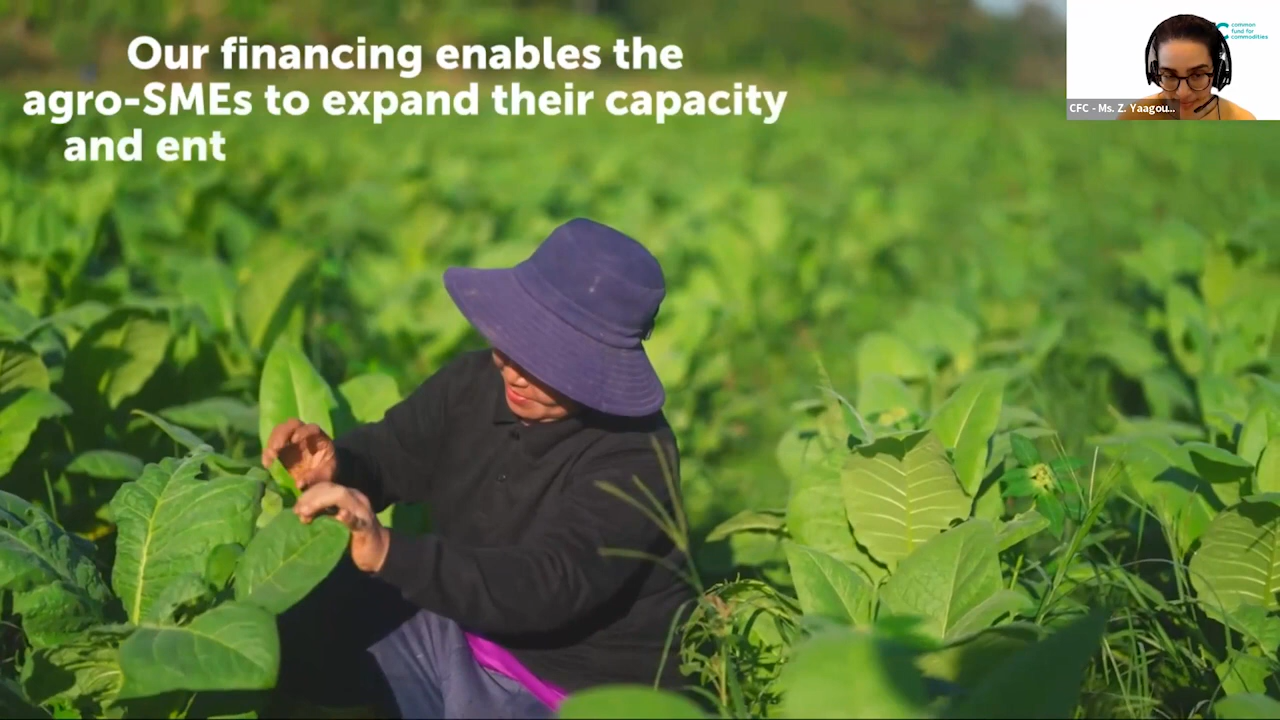 Our financing enables the
agro-SMEs to expand their capacity
and ent
common
fund for
commodities
CFC - Ms. Z. Yaagou...